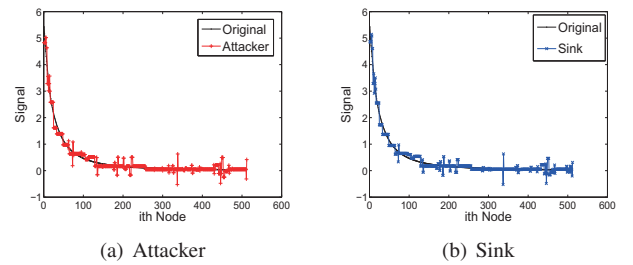 6
5
4
3
2
1
0
−1
Signal
0 100 200 300 400 500 600
ith Node
Original
Attacker
(a) Attacker
6
5
4
3
2
1
0
−1
Signal
0 100 200 300 400 500 600
ith Node
Original
Sink
(b) Sink